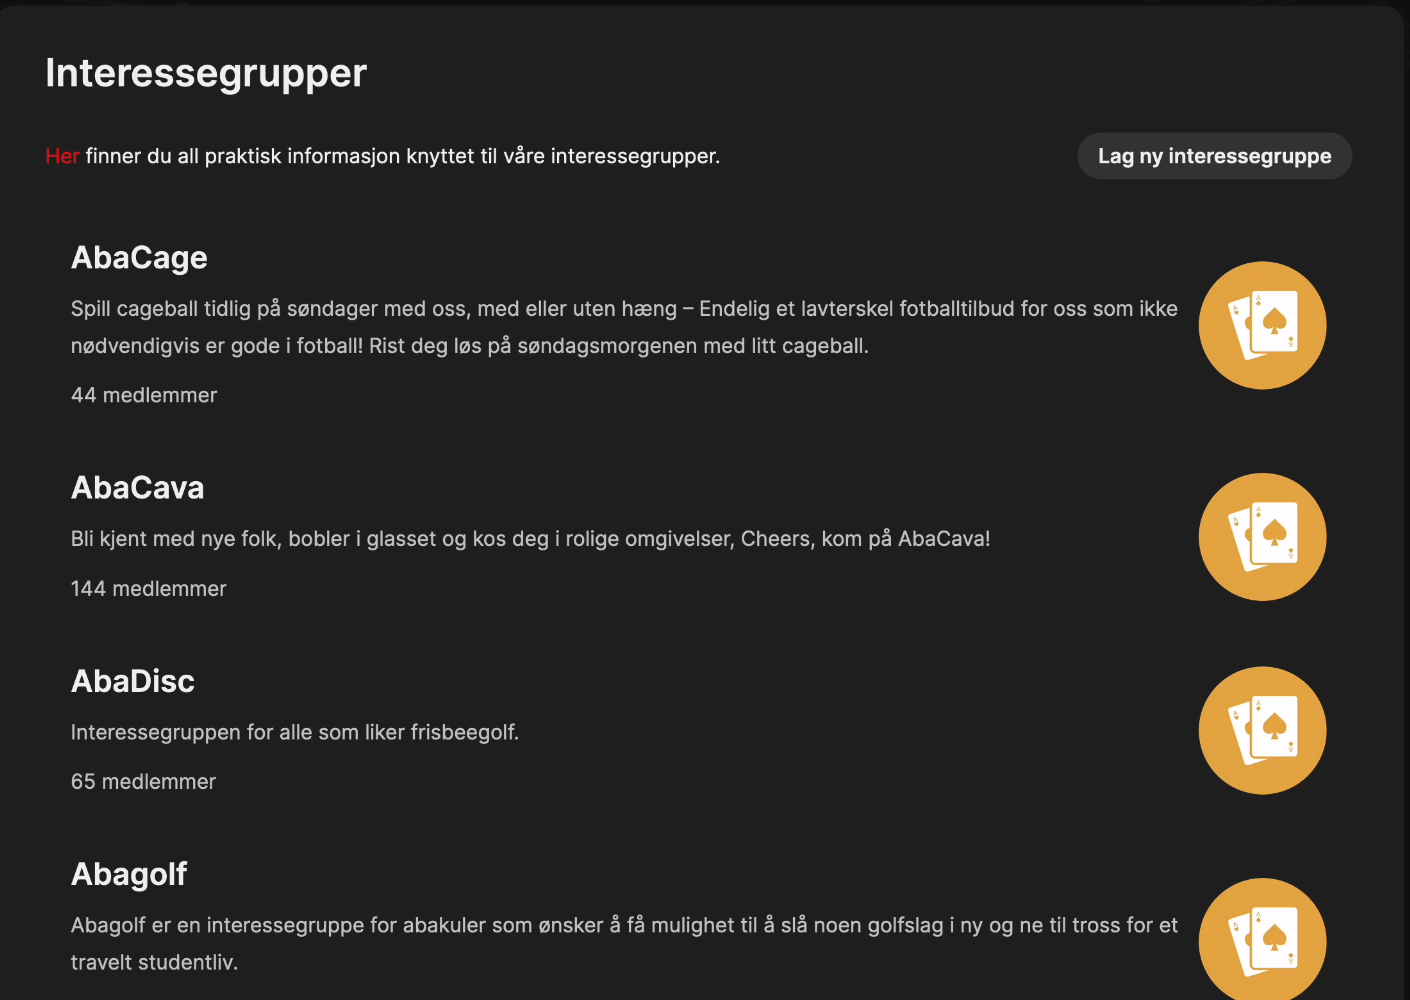 Interessegrupper
Her finner du all praktisk informasjon knyttet til våre interessegrupper.
Lag ny interessegruppe
AbaCage
Spill cageball tidlig på søndager med oss, med eller uten hæng – Endelig et lavterskel fotballtilbud for oss som ikke
nødvendigvis er gode i fotball! Rist deg løs på søndagsmorgenen med litt cageball.
44 medlemmer
AbaCava
Bli kjent med nye folk, bobler i glasset og kos deg i rolige omgivelser, Cheers, kom på AbaCava!
144 medlemmer
AbaDisc
Interessegruppen for alle som liker frisbeegolf.
65 medlemmer
Abagolf
Abagolf er en interessegruppe for abakuler som ønsker å få mulighet til å slå noen golfslag i ny og ne til tross for et
travelt studentliv.